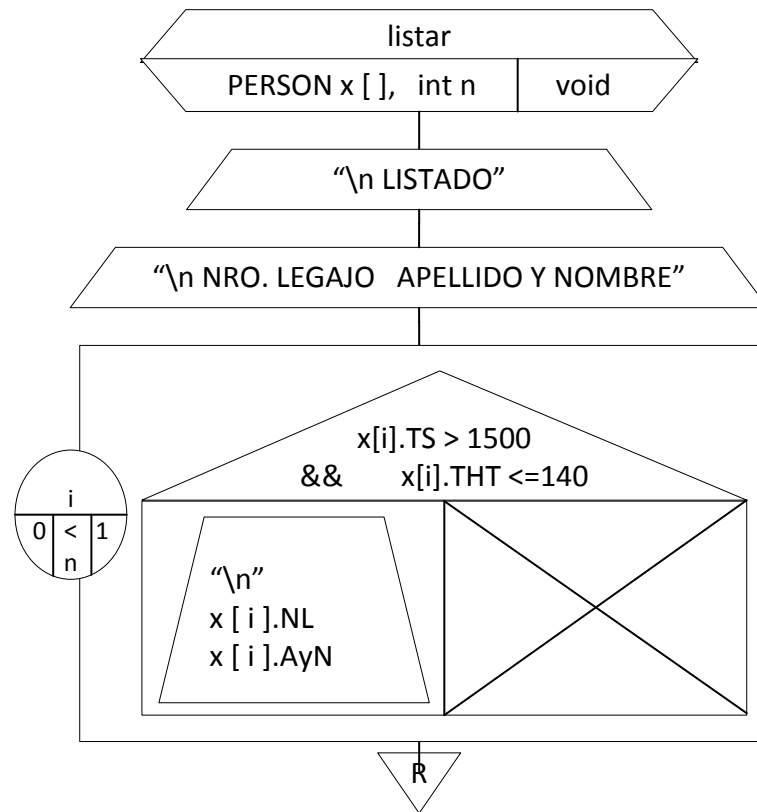 listar
PERSON x [ ],   int n
void
“\n LISTADO”
“\n NRO. LEGAJO   APELLIDO Y NOMBRE”
x[i].TS > 1500
&&      x[i].THT <=140
i
0 < 1
n
“\n”
x [ i ].NL
x [ i ].AyN
R